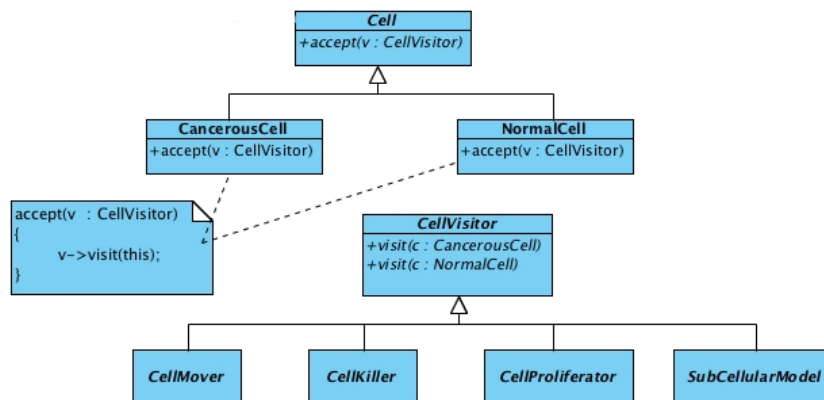 Cell
+accept(v : CellVisitor)
CancerousCell
+accept(v : CellVisitor)
NormalCell
+accept(v : CellVisitor)
accept(v : CellVisitor)
{
v->visit(this);
}
CellVisitor
+visit(c : CancerousCell)
+visit(c : NormalCell)
CellMover
CellKiller
CellProliferator
SubCellularModel